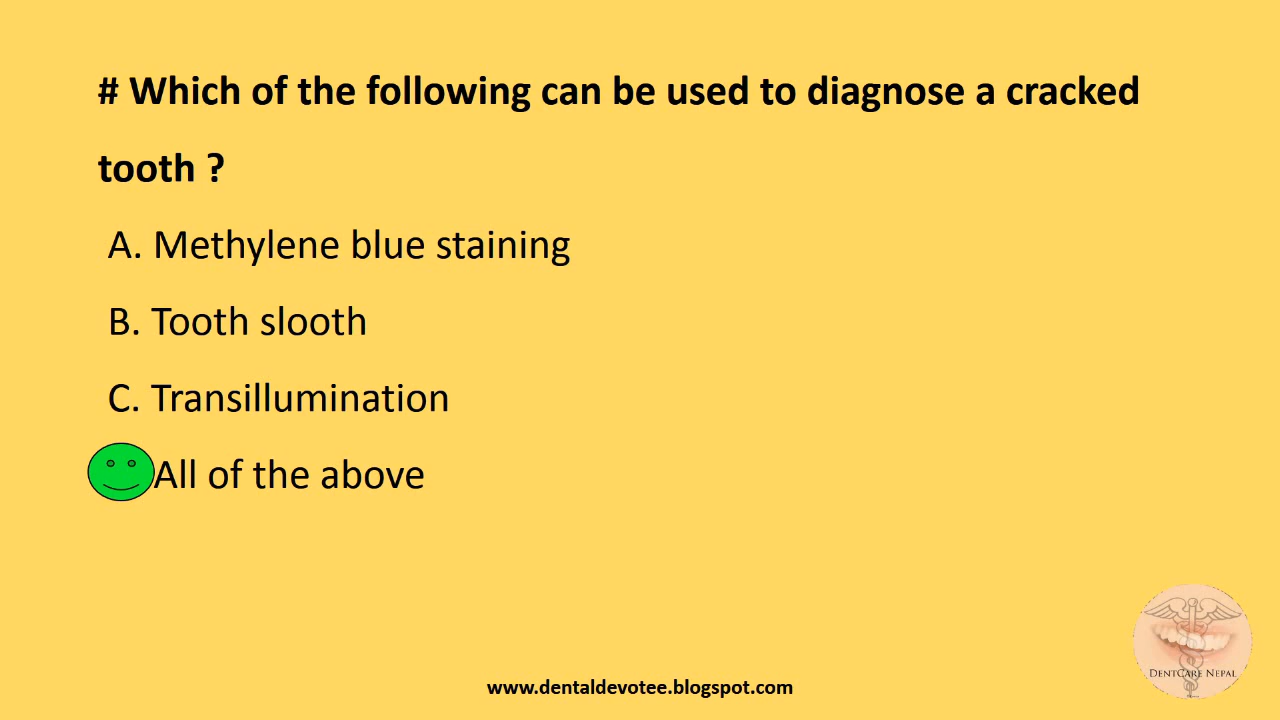 # Which of the following can be used to diagnose a cracked
tooth ?
A. Methylene blue staining
B. Tooth slooth
C. Transillumination
All of the above
DENTCARE NEPAL
www.dentaldevotee.blogspot.com